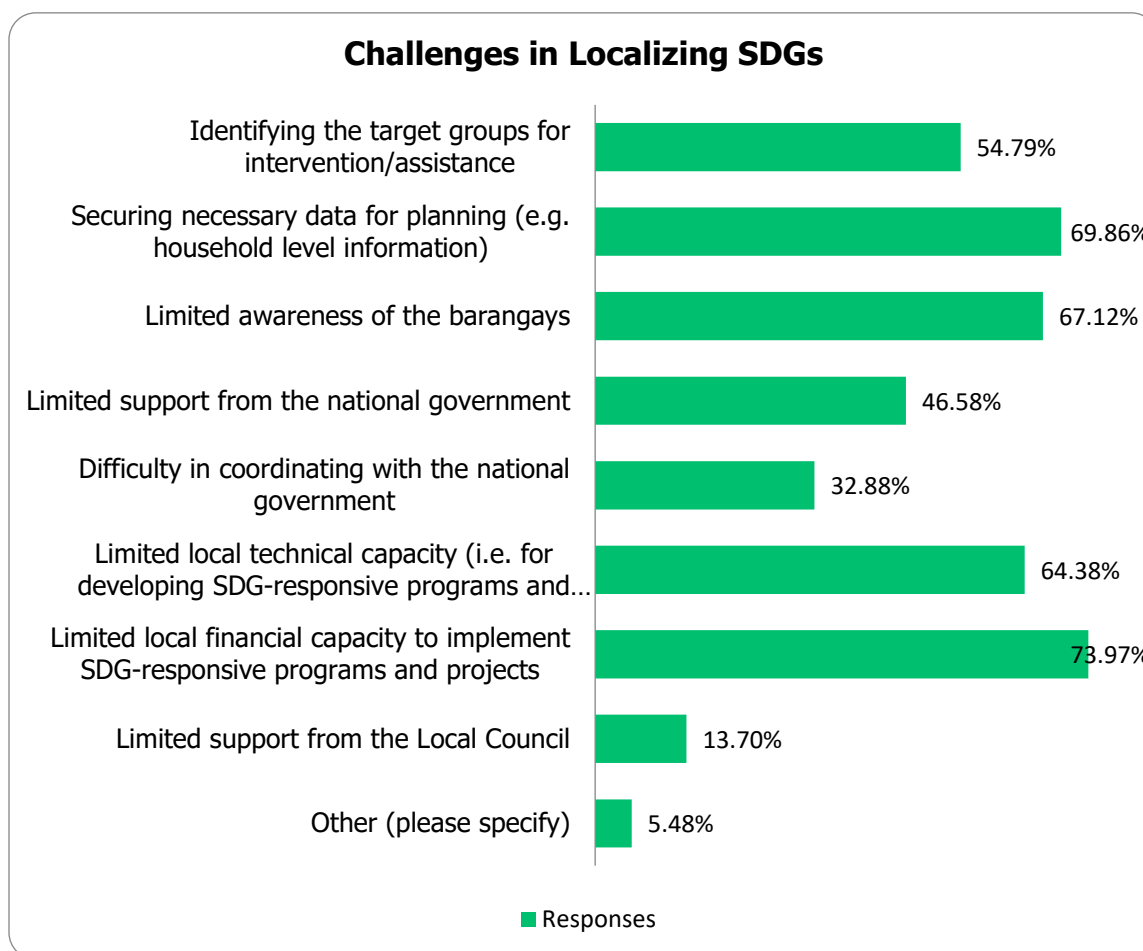 Challenges in Localizing SDGs
Identifying the target groups for
intervention/assistance
54.79%
Securing necessary data for planning (e.g.
household level information)
69.86%
Limited awareness of the barangays
67.12%
Limited support from the national government
46.58%
Difficulty in coordinating with the national
government
32.88%
Limited local technical capacity (i.e. for
developing SDG-responsive programs and…
64.38%
Limited local financial capacity to implement
SDG-responsive programs and projects
73.97%
Limited support from the Local Council
13.70%
Other (please specify)
5.48%
Responses